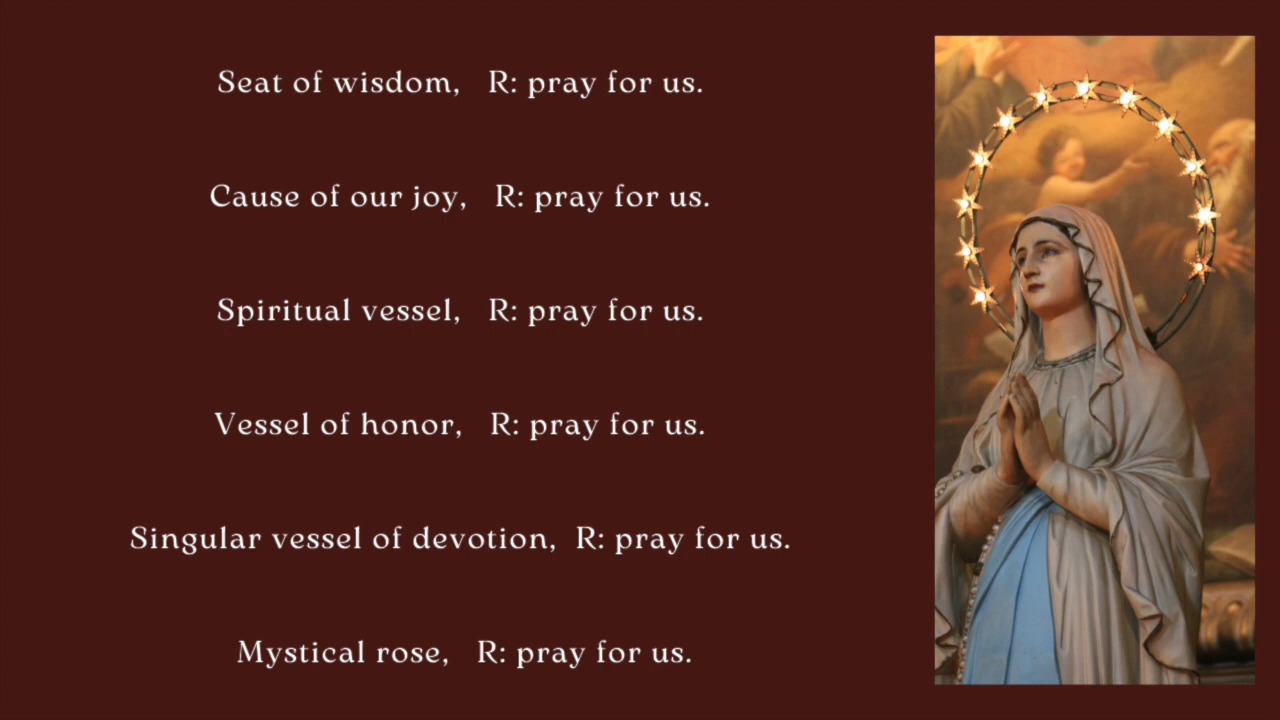 Seat of wisdom, R: pray for us.
Cause of our joy, R: pray for us.
Spiritual vessel, R: pray for us.
Vessel of honor, R: pray for us.
Singular vessel of devotion, R: pray for us.
Mystical rose, R: pray for us.